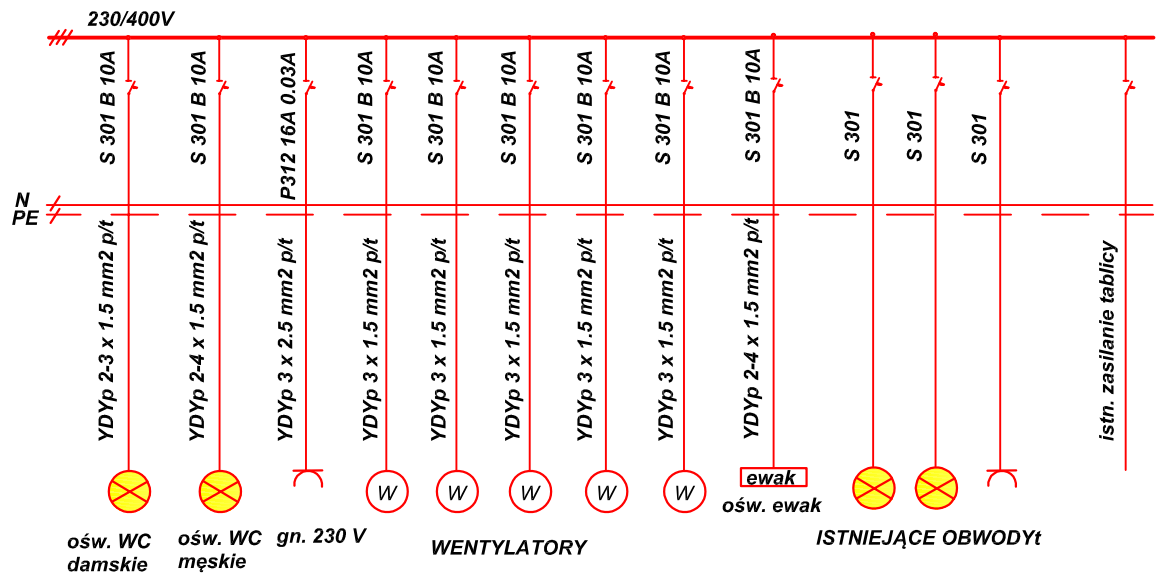 230/400V
S 301 B 10A
S 301 B 10A
P312 16A 0.03A
S 301 B 10A
S 301 B 10A
S 301 B 10A
S 301 B 10A
S 301 B 10A
S 301 B 10A
S 301
S 301
S 301
N
PE
YDYp 2-3 x 1.5 mm2 p/t
YDYp 2-4 x 1.5 mm2 p/t
YDYp 3 x 2.5 mm2 p/t
YDYp 3 x 1.5 mm2 p/t
YDYp 3 x 1.5 mm2 p/t
YDYp 3 x 1.5 mm2 p/t
YDYp 3 x 1.5 mm2 p/t
YDYp 3 x 1.5 mm2 p/t
YDYp 2-4 x 1.5 mm2 p/t
istn. zasilanie tablicy
W
W
W
W
W
ewak
ośw. WC
damskie
ośw. WC
męskie
gn. 230 V
WENTYLATORY
ośw. ewak
ISTNIEJĄCE OBWODYt